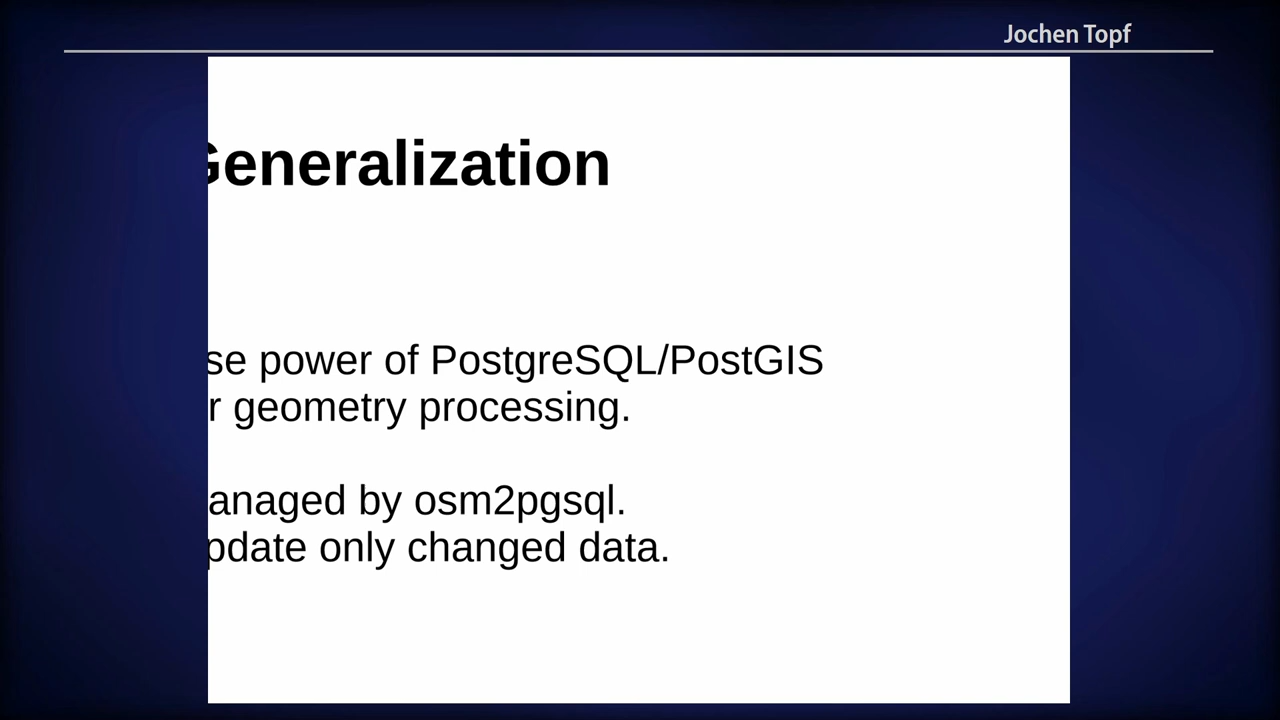 Jochen Topf
Generalization
se power of PostgreSQL/PostGIS
r geometry processing.
anaged by osm2pgsql.
pdate only changed data.